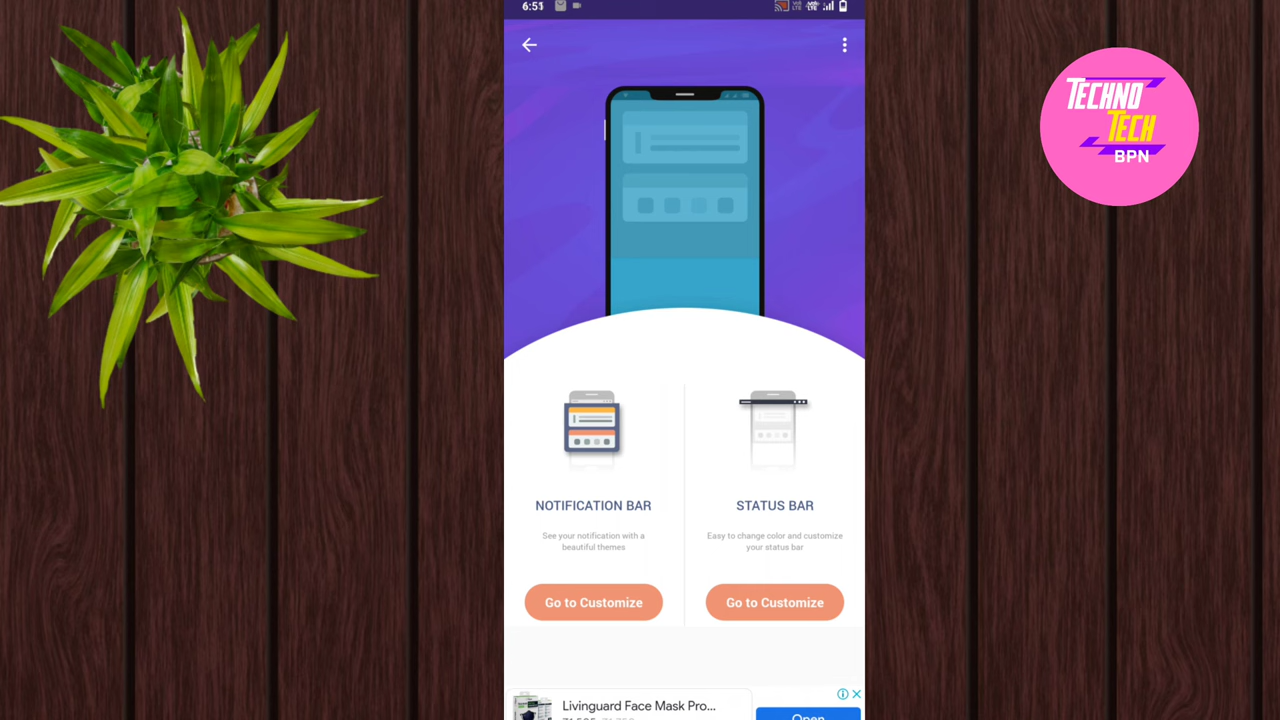 6:51
TECHNO
TECH
BPN
NOTIFICATION BAR
See your notification with a
beautiful themes
Go to Customize
STATUS BAR
Easy to change color and customize
your status bar
Go to Customize
Livinguard Face Mask Pro...
Open